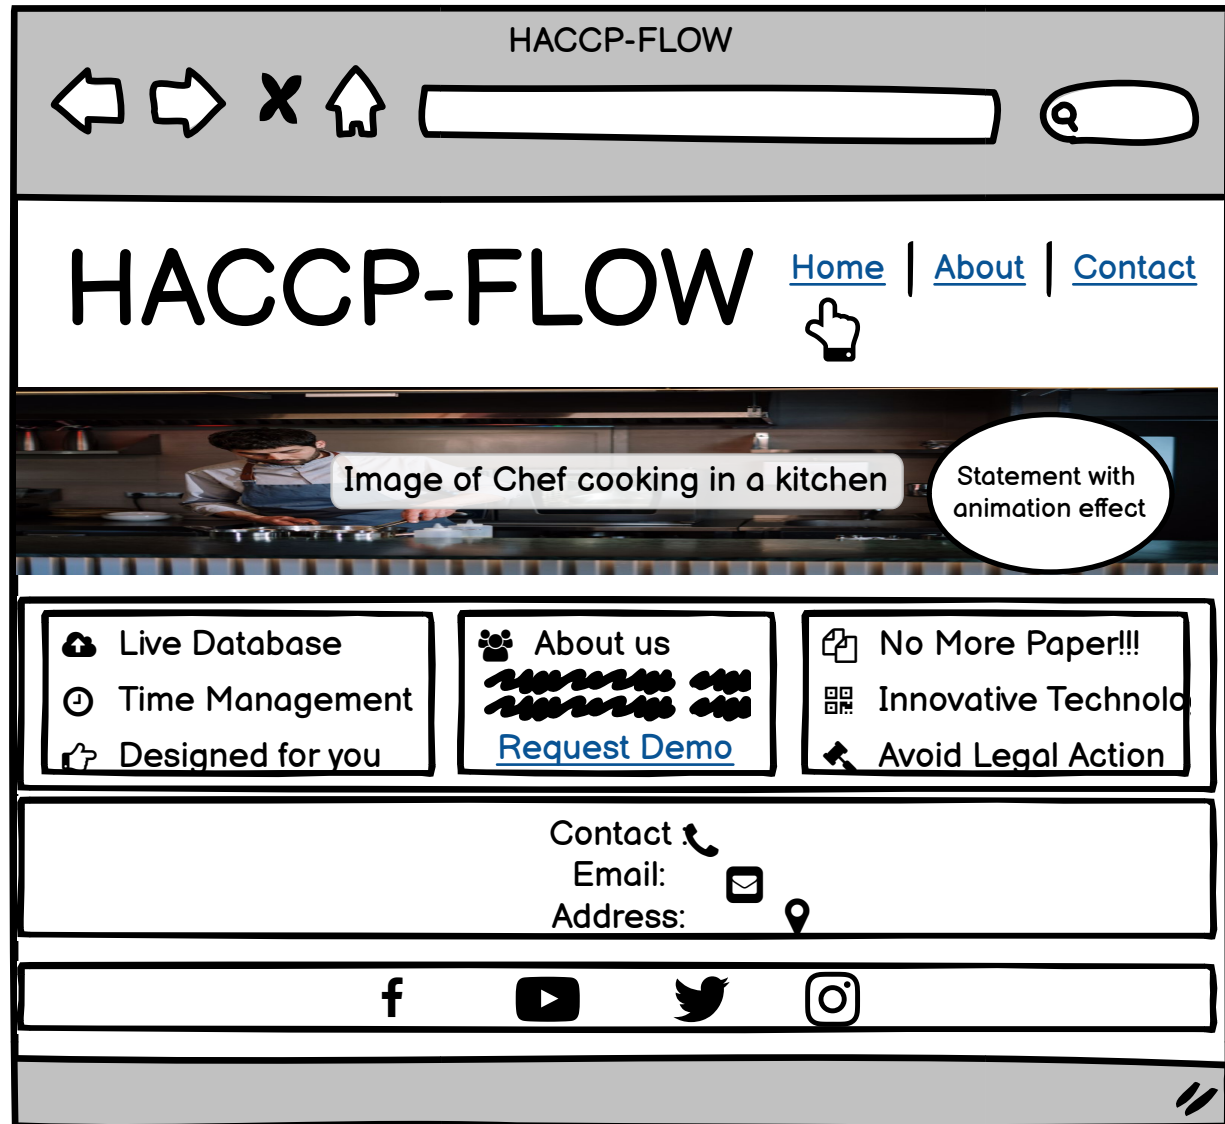 HACCP-FLOW
HACCP-FLOW
Home | About | Contact
Image of Chef cooking in a kitchen
Statement with
animation effect
Live Database
Time Management
Designed for you
About us
Request Demo
No More Paper!!!
Innovative Technolo
Avoid Legal Action
Contact :
Email:
Address: